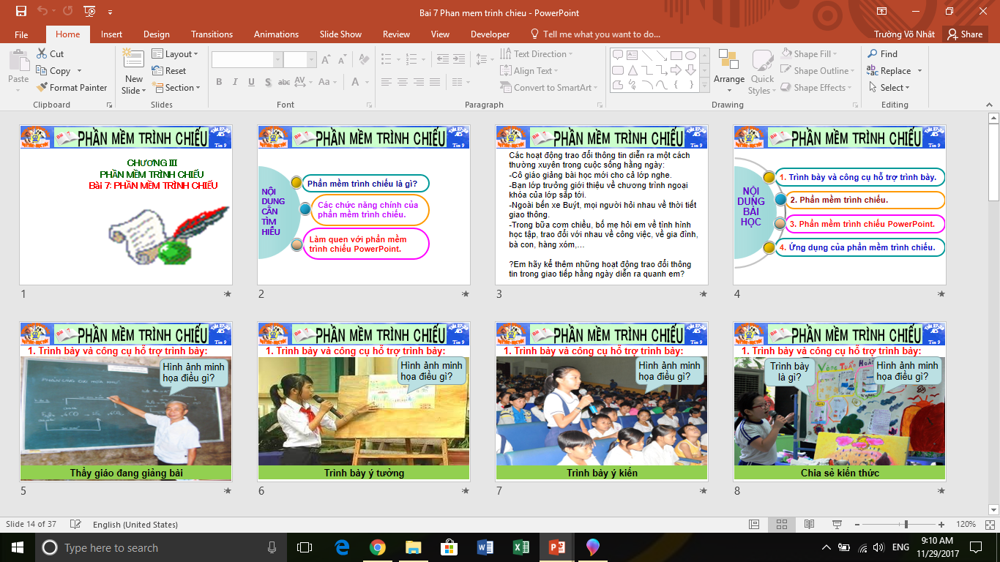 Bai 7 Phan mem trinh chieu - PowerPoint
File Home Insert Design Transitions Animations Slide Show Review View Developer Tell me what you want to do... Trường Võ Nhất Share
Paste
Cut
Copy
Format Painter
Clipboard
New Slide
Layout
Reset
Section
Slides
B I U S abc AV Aa A
Font
Text Direction
Align Text
Convert to SmartArt
Paragraph
Arrange
Quick Styles
Shape Fill
Shape Outline
Shape Effects
Drawing
Find
Replace
Select
Editing
PHẦN MỀM TRÌNH CHIẾU
Tin 9
CHƯƠNG III
PHẦN MỀM TRÌNH CHIẾU
Bài 7: PHẦN MỀM TRÌNH CHIẾU
1
PHẦN MỀM TRÌNH CHIẾU
Tin 9
NỘI
DUNG
CẦN
TÌM
HIỂU
Phần mềm trình chiếu là gì?
Các chức năng chính của
phần mềm trình chiếu.
Làm quen với phần mềm
trình chiếu PowerPoint.
2
PHẦN MỀM TRÌNH CHIẾU
Tin 9
Các hoạt động trao đổi thông tin diễn ra một cách
thường xuyên trong cuộc sống hằng ngày:
-Cô giáo giảng bài học mới cho cả lớp nghe.
-Bạn lớp trưởng giới thiệu về chương trình ngoại
khóa của lớp sắp tới.
-Ngoài bến xe Buýt, mọi người hỏi nhau về thời tiết
giao thông.
-Trong bữa cơm chiều, bố mẹ hỏi em về tình hình
học tập, trao đổi với nhau về công việc, về gia đình,
bà con, hàng xóm,...
?Em hãy kể thêm những hoạt động trao đổi thông
tin trong giao tiếp hằng ngày diễn ra quanh em?
3
PHẦN MỀM TRÌNH CHIẾU
Tin 9
NỘI
DUNG
BÀI
HỌC
1. Trình bày và công cụ hỗ trợ trình bày.
2. Phần mềm trình chiếu.
3. Phần mềm trình chiếu PowerPoint.
4. Ứng dụng của phần mềm trình chiếu.
4
PHẦN MỀM TRÌNH CHIẾU
Tin 9
1. Trình bày và công cụ hỗ trợ trình bày:
Hình ảnh minh
họa điều gì?
Thầy giáo đang giảng bài
5
PHẦN MỀM TRÌNH CHIẾU
Tin 9
1. Trình bày và công cụ hỗ trợ trình bày:
Hình ảnh minh
họa điều gì?
Trình bày ý tưởng
6
PHẦN MỀM TRÌNH CHIẾU
Tin 9
1. Trình bày và công cụ hỗ trợ trình bày:
Hình ảnh minh
họa điều gì?
Trình bày ý kiến
7
PHẦN MỀM TRÌNH CHIẾU
Tin 9
1. Trình bày và công cụ hỗ trợ trình bày:
Trình bày
là gì?
Hình ảnh minh
họa điều gì?
Chia sẻ kiến thức
8
Slide 14 of 37 English (United States) 120%
Type here to search
ENG
9:10 AM
11/29/2017